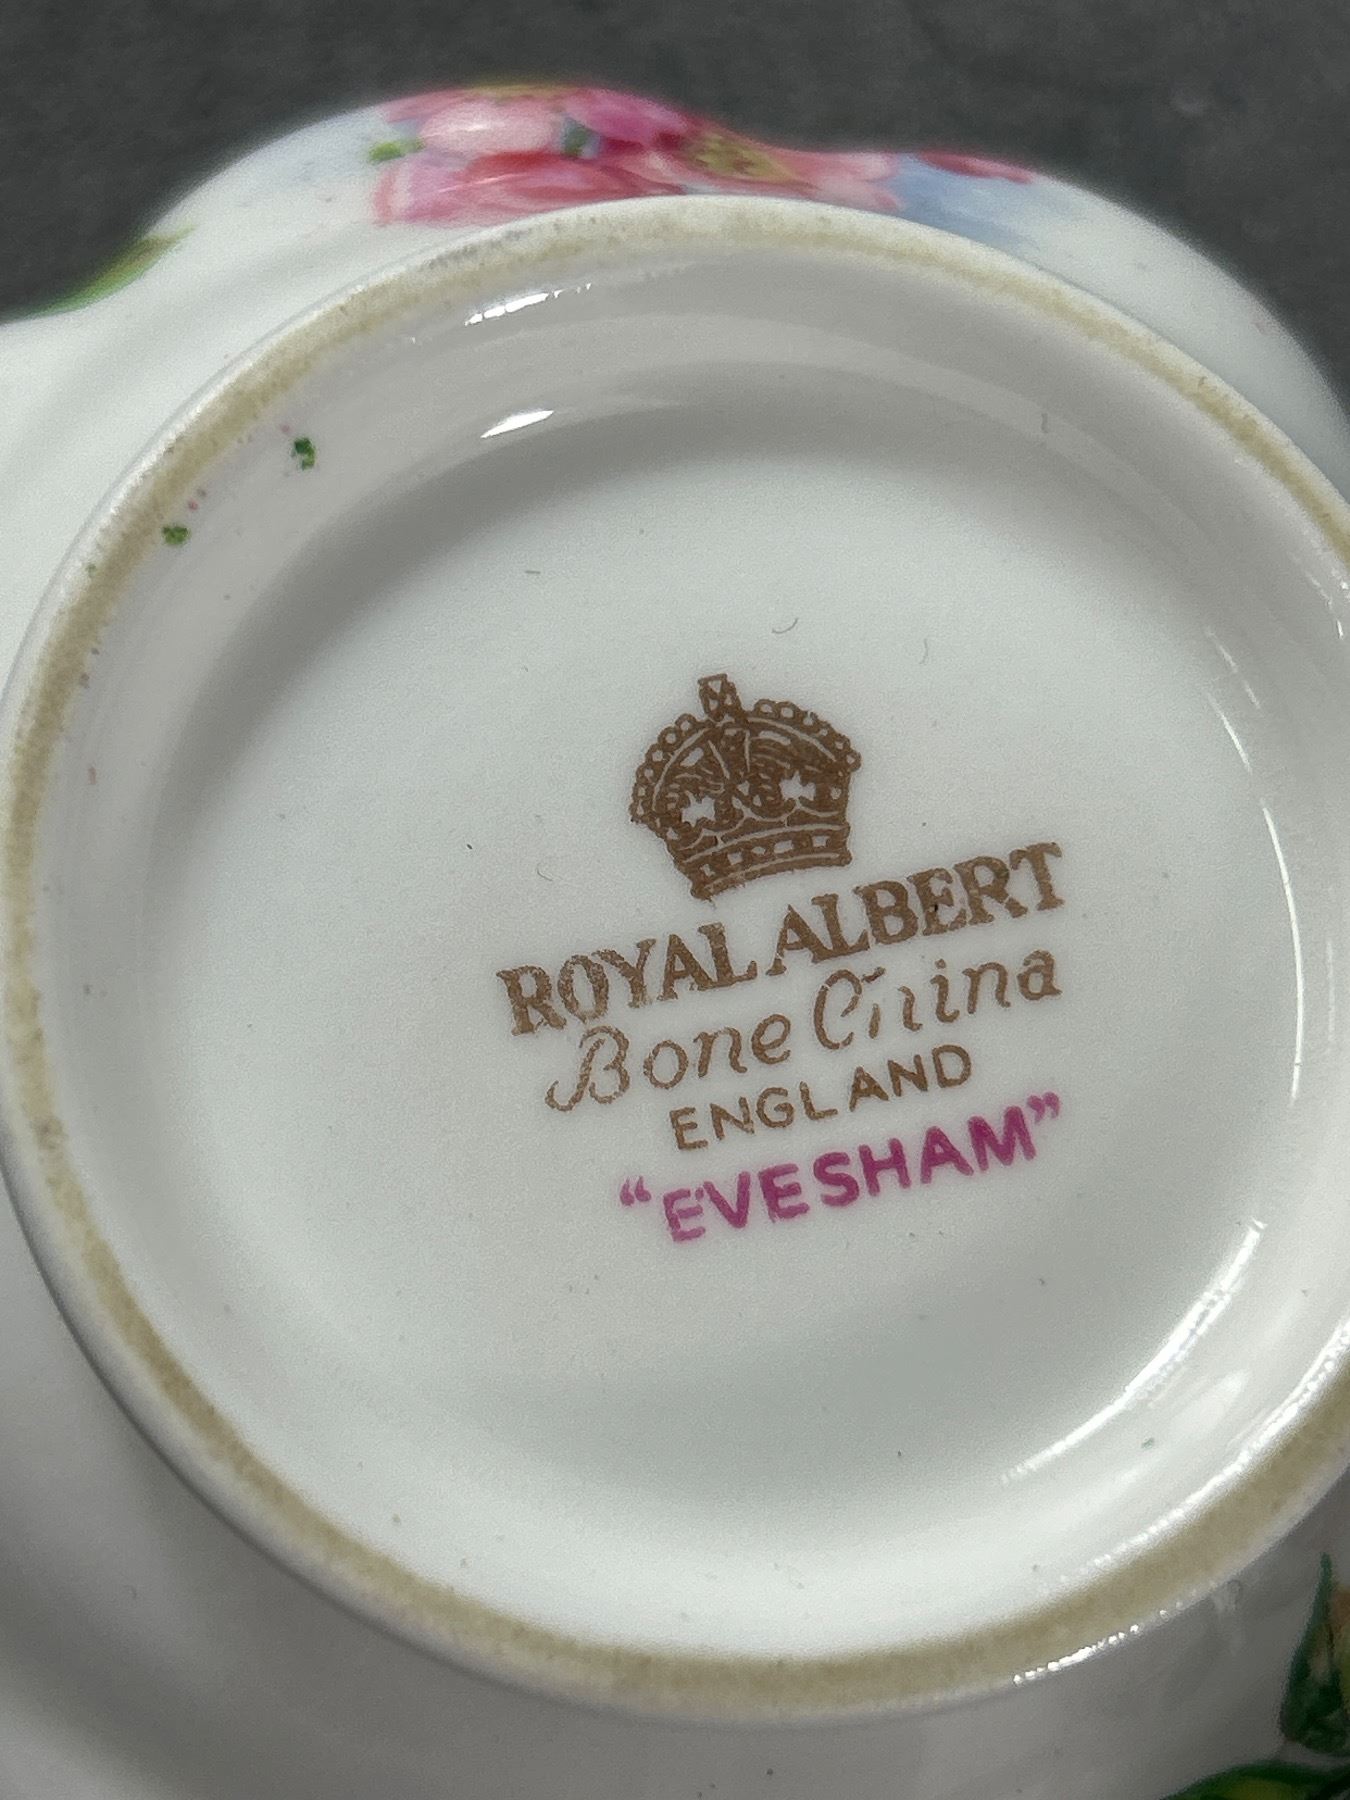 ROYAL ALBERT
Bone China
ENGLAND
“EVESHAM”